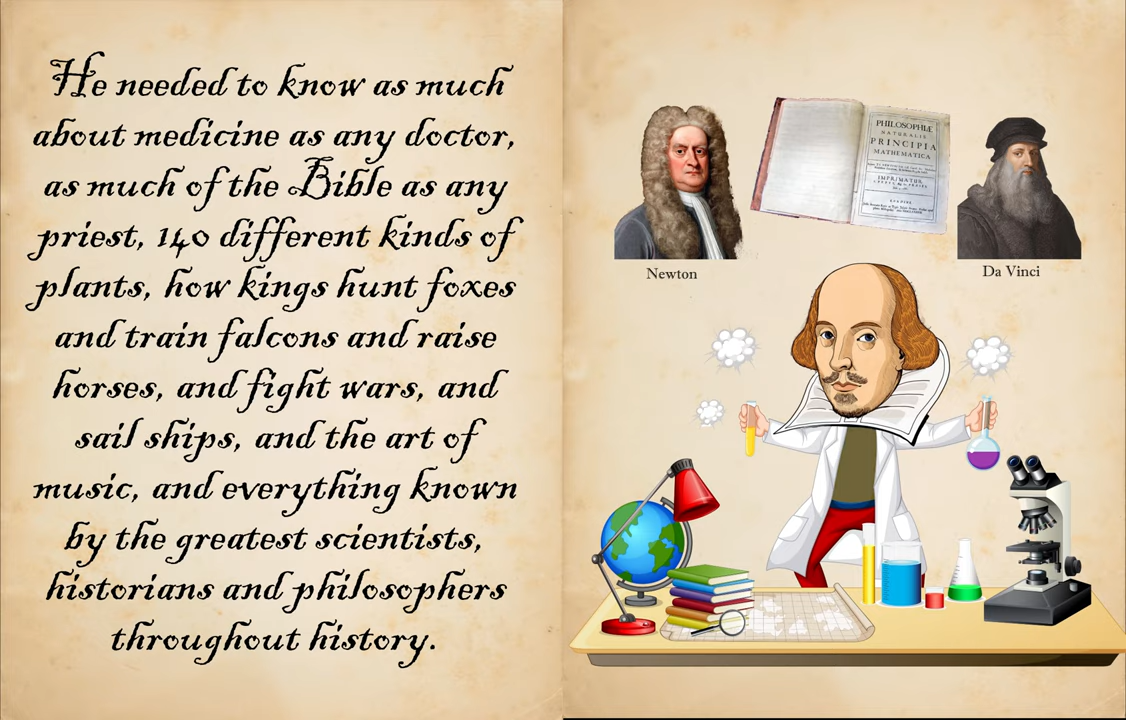 He needed to know as much
about medicine as any doctor,
as much of the Bible as any
priest, 140 different kinds of
plants, how kings hunt foxes
and train falcons and raise
horses, and fight wars, and
sail ships, and the art of
music, and everything known
by the greatest scientists,
historians and philosophers
throughout history.
PHILOSOPHIÆ
NATURALIS
PRINCIPIA
MATHEMATICA
IMPRIMATUR
Newton
Da Vinci